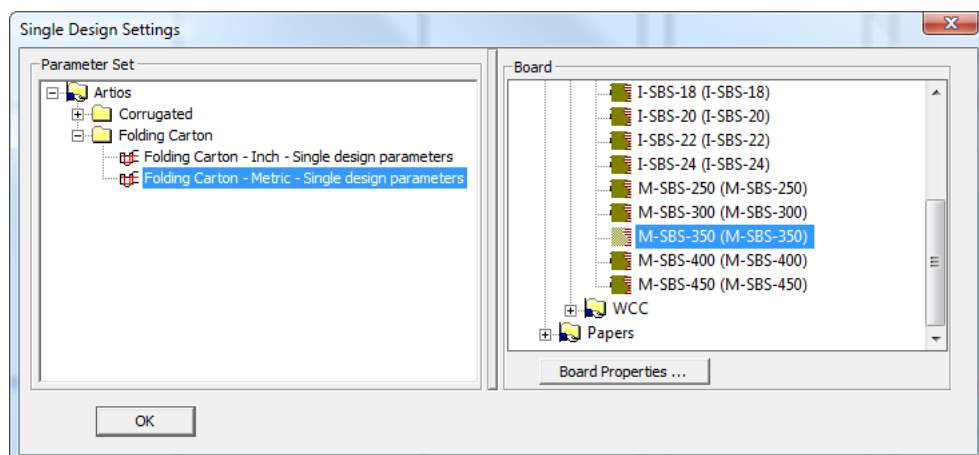 Single Design Settings
Parameter Set
Artios
Corrugated
Folding Carton
Folding Carton - Inch - Single design parameters
Folding Carton - Metric - Single design parameters
OK
Board
I-SBS-18 (I-SBS-18)
I-SBS-20 (I-SBS-20)
I-SBS-22 (I-SBS-22)
I-SBS-24 (I-SBS-24)
M-SBS-250 (M-SBS-250)
M-SBS-300 (M-SBS-300)
M-SBS-350 (M-SBS-350)
M-SBS-400 (M-SBS-400)
M-SBS-450 (M-SBS-450)
WCC
Papers
Board Properties ...